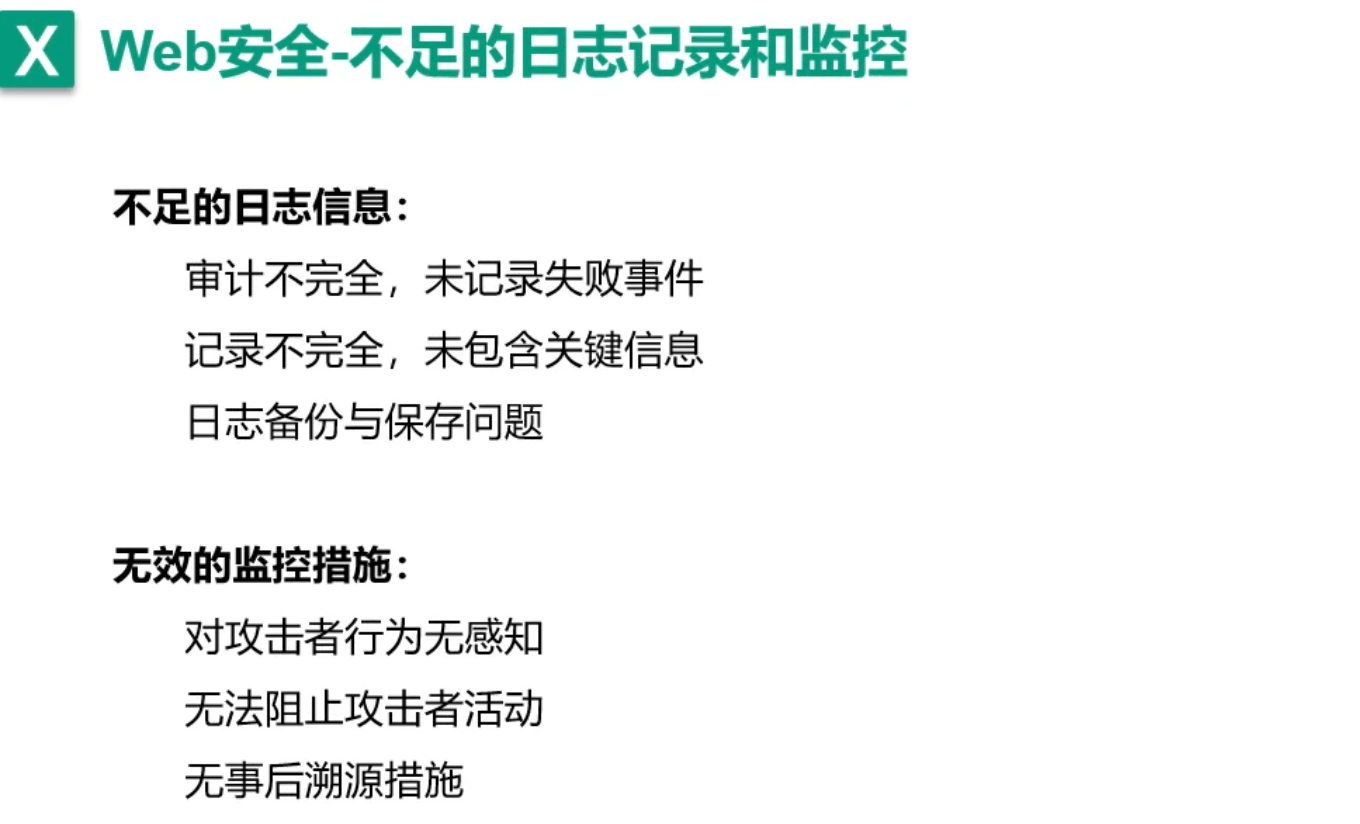 X Web安全-不足的日志记录和监控
不足的日志信息：
审计不完全，未记录失败事件
记录不完全，未包含关键信息
日志备份与保存问题
无效的监控措施：
对攻击者行为无感知
无法阻止攻击者活动
无事后溯源措施